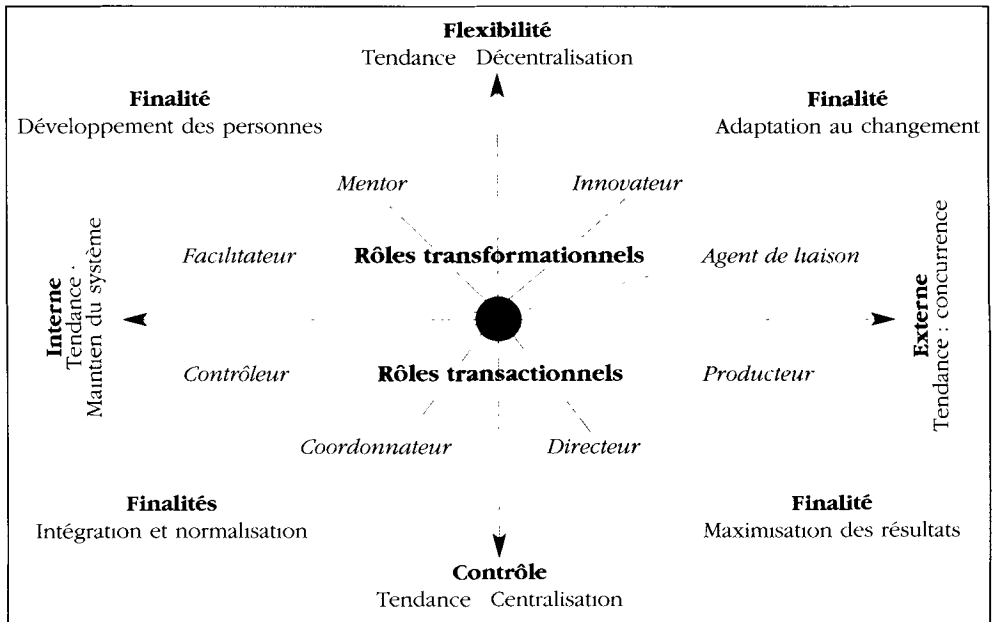 Flexibilité
Tendance Décentralisation
Finalité
Développement des personnes
Finalité
Adaptation au changement
Mentor
Innovateur
Facilitateur
Rôles transformationnels
Agent de liaison
Interne
Tendance :
Maintien du système
Externe
Tendance : concurrence
Contrôleur
Rôles transactionnels
Producteur
Coordonnateur
Directeur
Finalités
Intégration et normalisation
Finalité
Maximisation des résultats
Contrôle
Tendance Centralisation